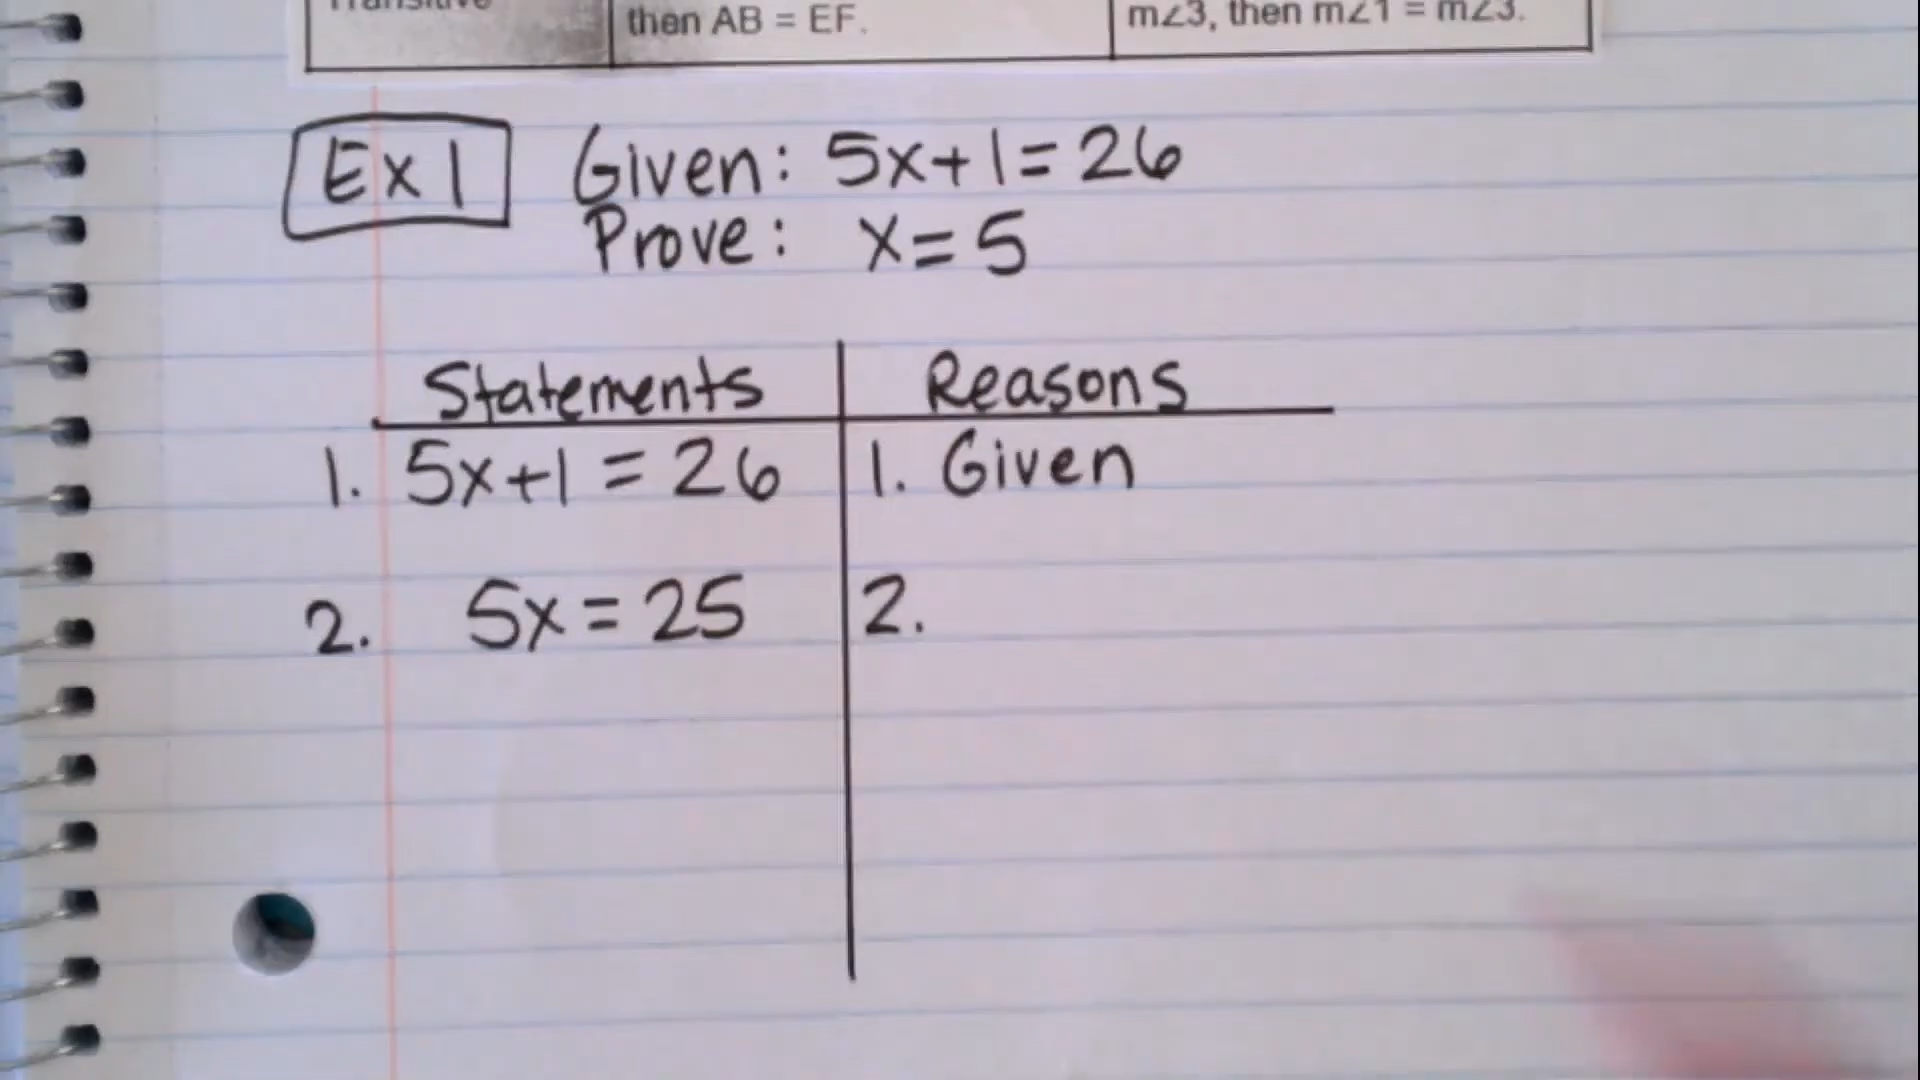 Transitive
then AB = EF.
m∠3, then m∠1 = m∠3.
Ex 1 Given: 5x+1=26
Prove: x=5
Statements Reasons
1. 5x+1 = 26 1. Given
2. 5x = 25 2.